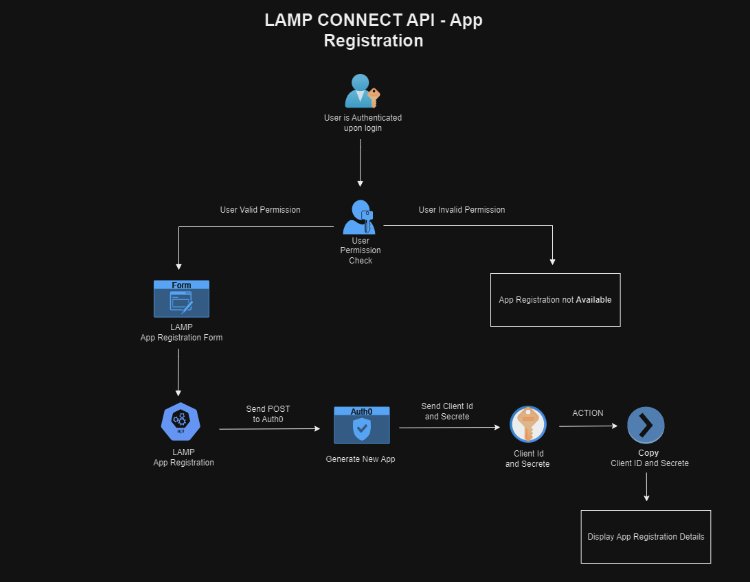 LAMP CONNECT API - App
Registration
User is Authenticated
upon login
User Valid Permission
User Invalid Permission
User
Permission
Check
Form
LAMP
App Registration Form
App Registration not Available
LAMP
App Registration
Send POST
to Auth0
Auth0
Generate New App
Send Client Id
and Secrete
Client Id
and Secrete
ACTION
Copy
Client ID and Secrete
Display App Registration Details